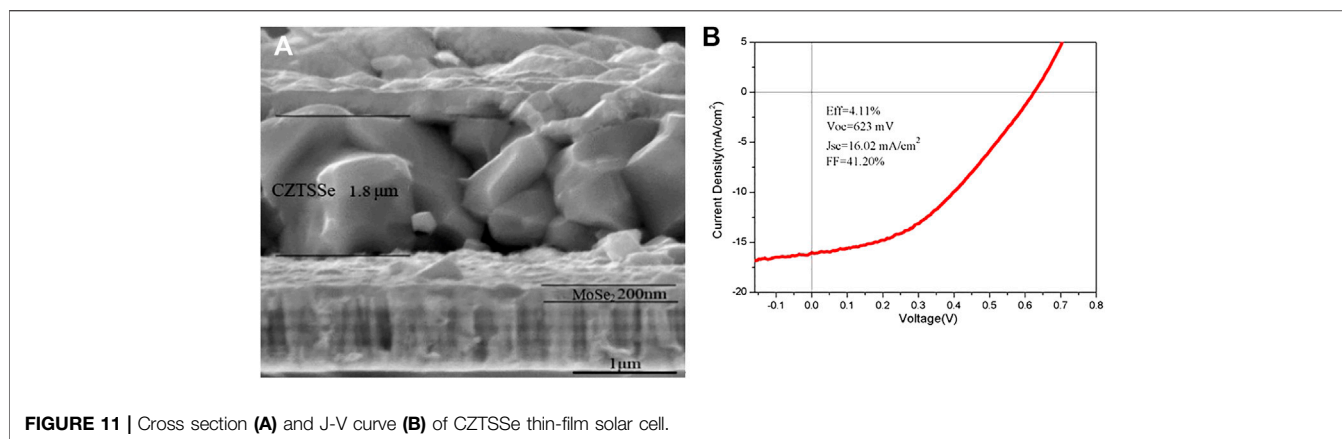 A
CZTSSe 1.8 μm
MoSe₂ 200nm
1μm
B
5
0
-5
-10
-15
-20
Current Density(mA/cm²)
Eff=4.11%
Voc=623 mV
Jsc=16.02 mA/cm²
FF=41.20%
-0.1 0.0 0.1 0.2 0.3 0.4 0.5 0.6 0.7 0.8
Voltage(V)
FIGURE 11 | Cross section (A) and J-V curve (B) of CZTSSe thin-film solar cell.